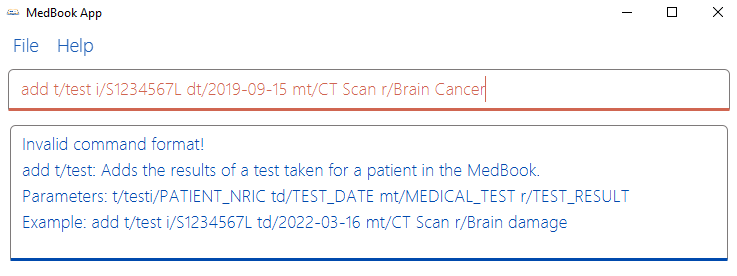 MedBook App
File Help
add t/test i/S1234567L dt/2019-09-15 mt/CT Scan r/Brain Cancer
Invalid command format!
add t/test: Adds the results of a test taken for a patient in the MedBook.
Parameters: t/testi/PATIENT_NRIC td/TEST_DATE mt/MEDICAL_TEST r/TEST_RESULT
Example: add t/test i/S1234567L td/2022-03-16 mt/CT Scan r/Brain damage